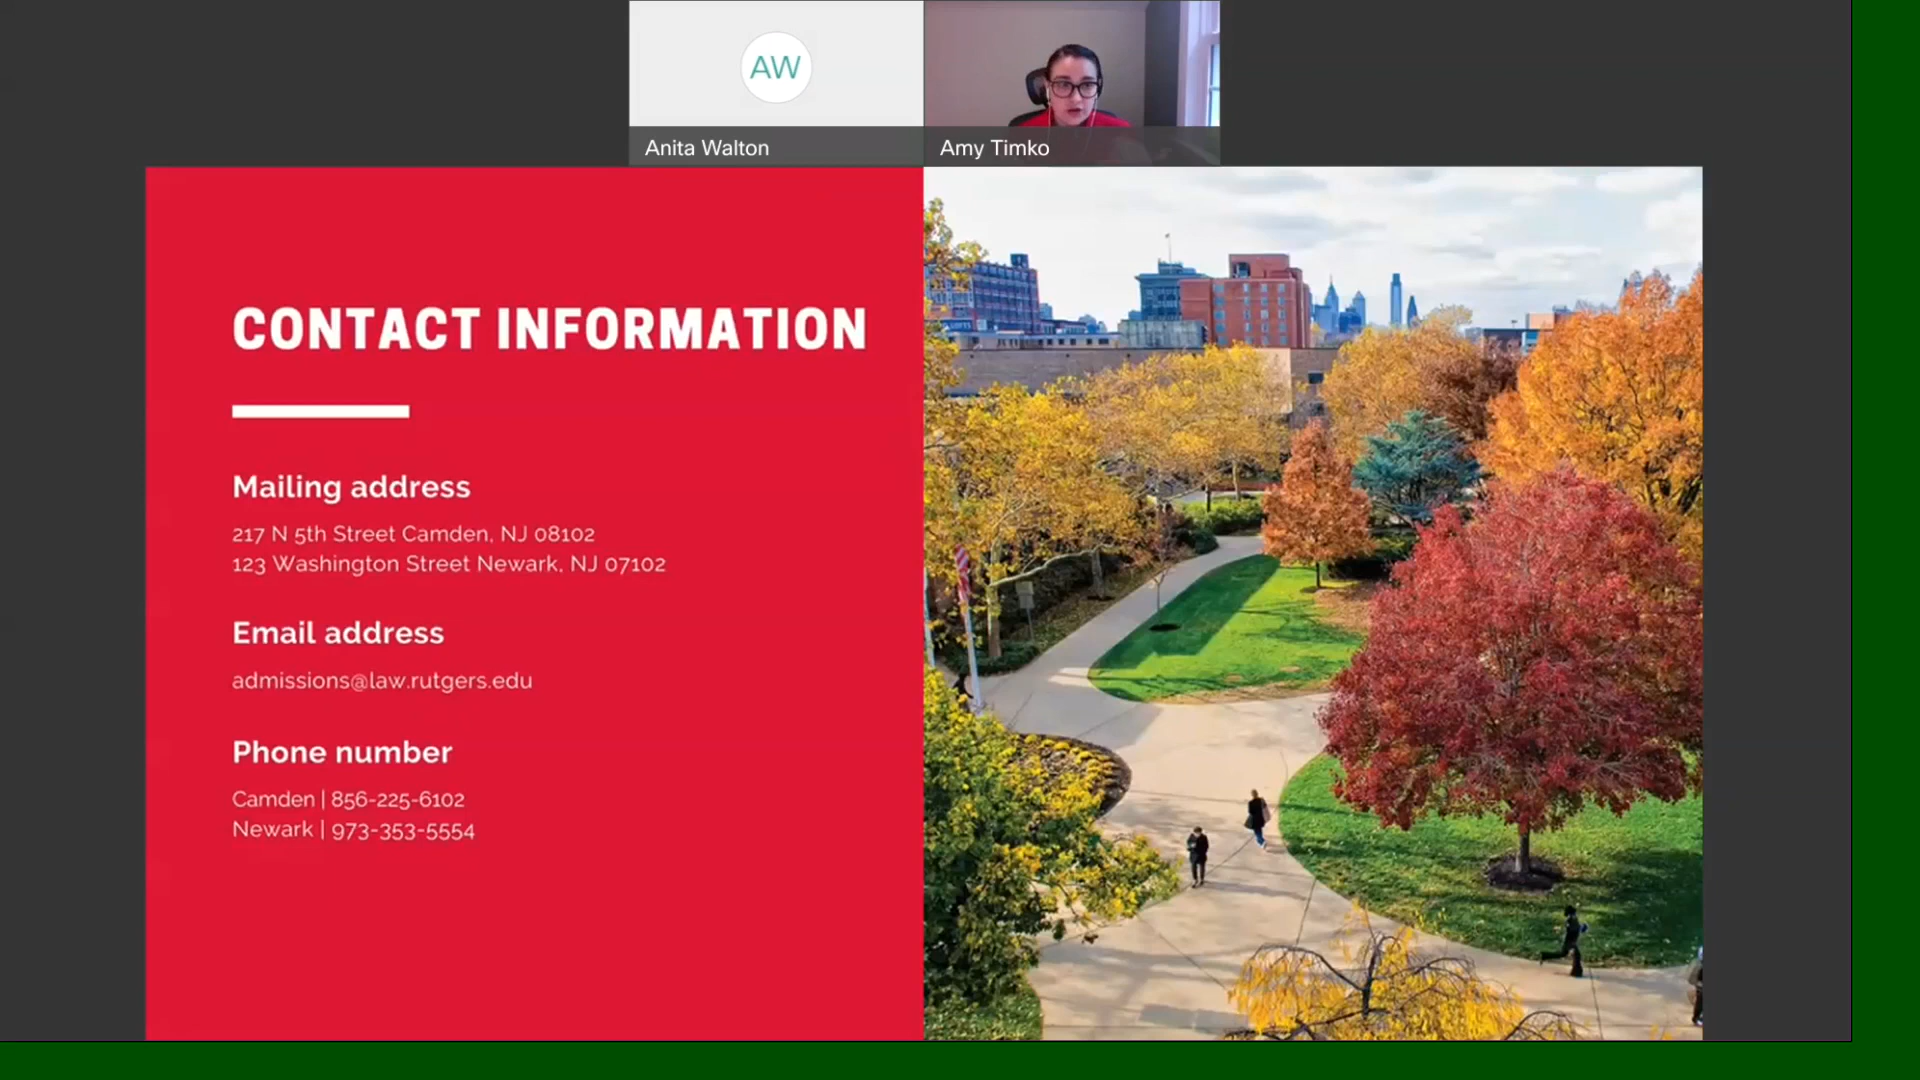 AW
Anita Walton
Amy Timko
CONTACT INFORMATION
Mailing address
217 N 5th Street Camden, NJ 08102
123 Washington Street Newark, NJ 07102
Email address
admissions@law.rutgers.edu
Phone number
Camden | 856-225-6102
Newark | 973-353-5554